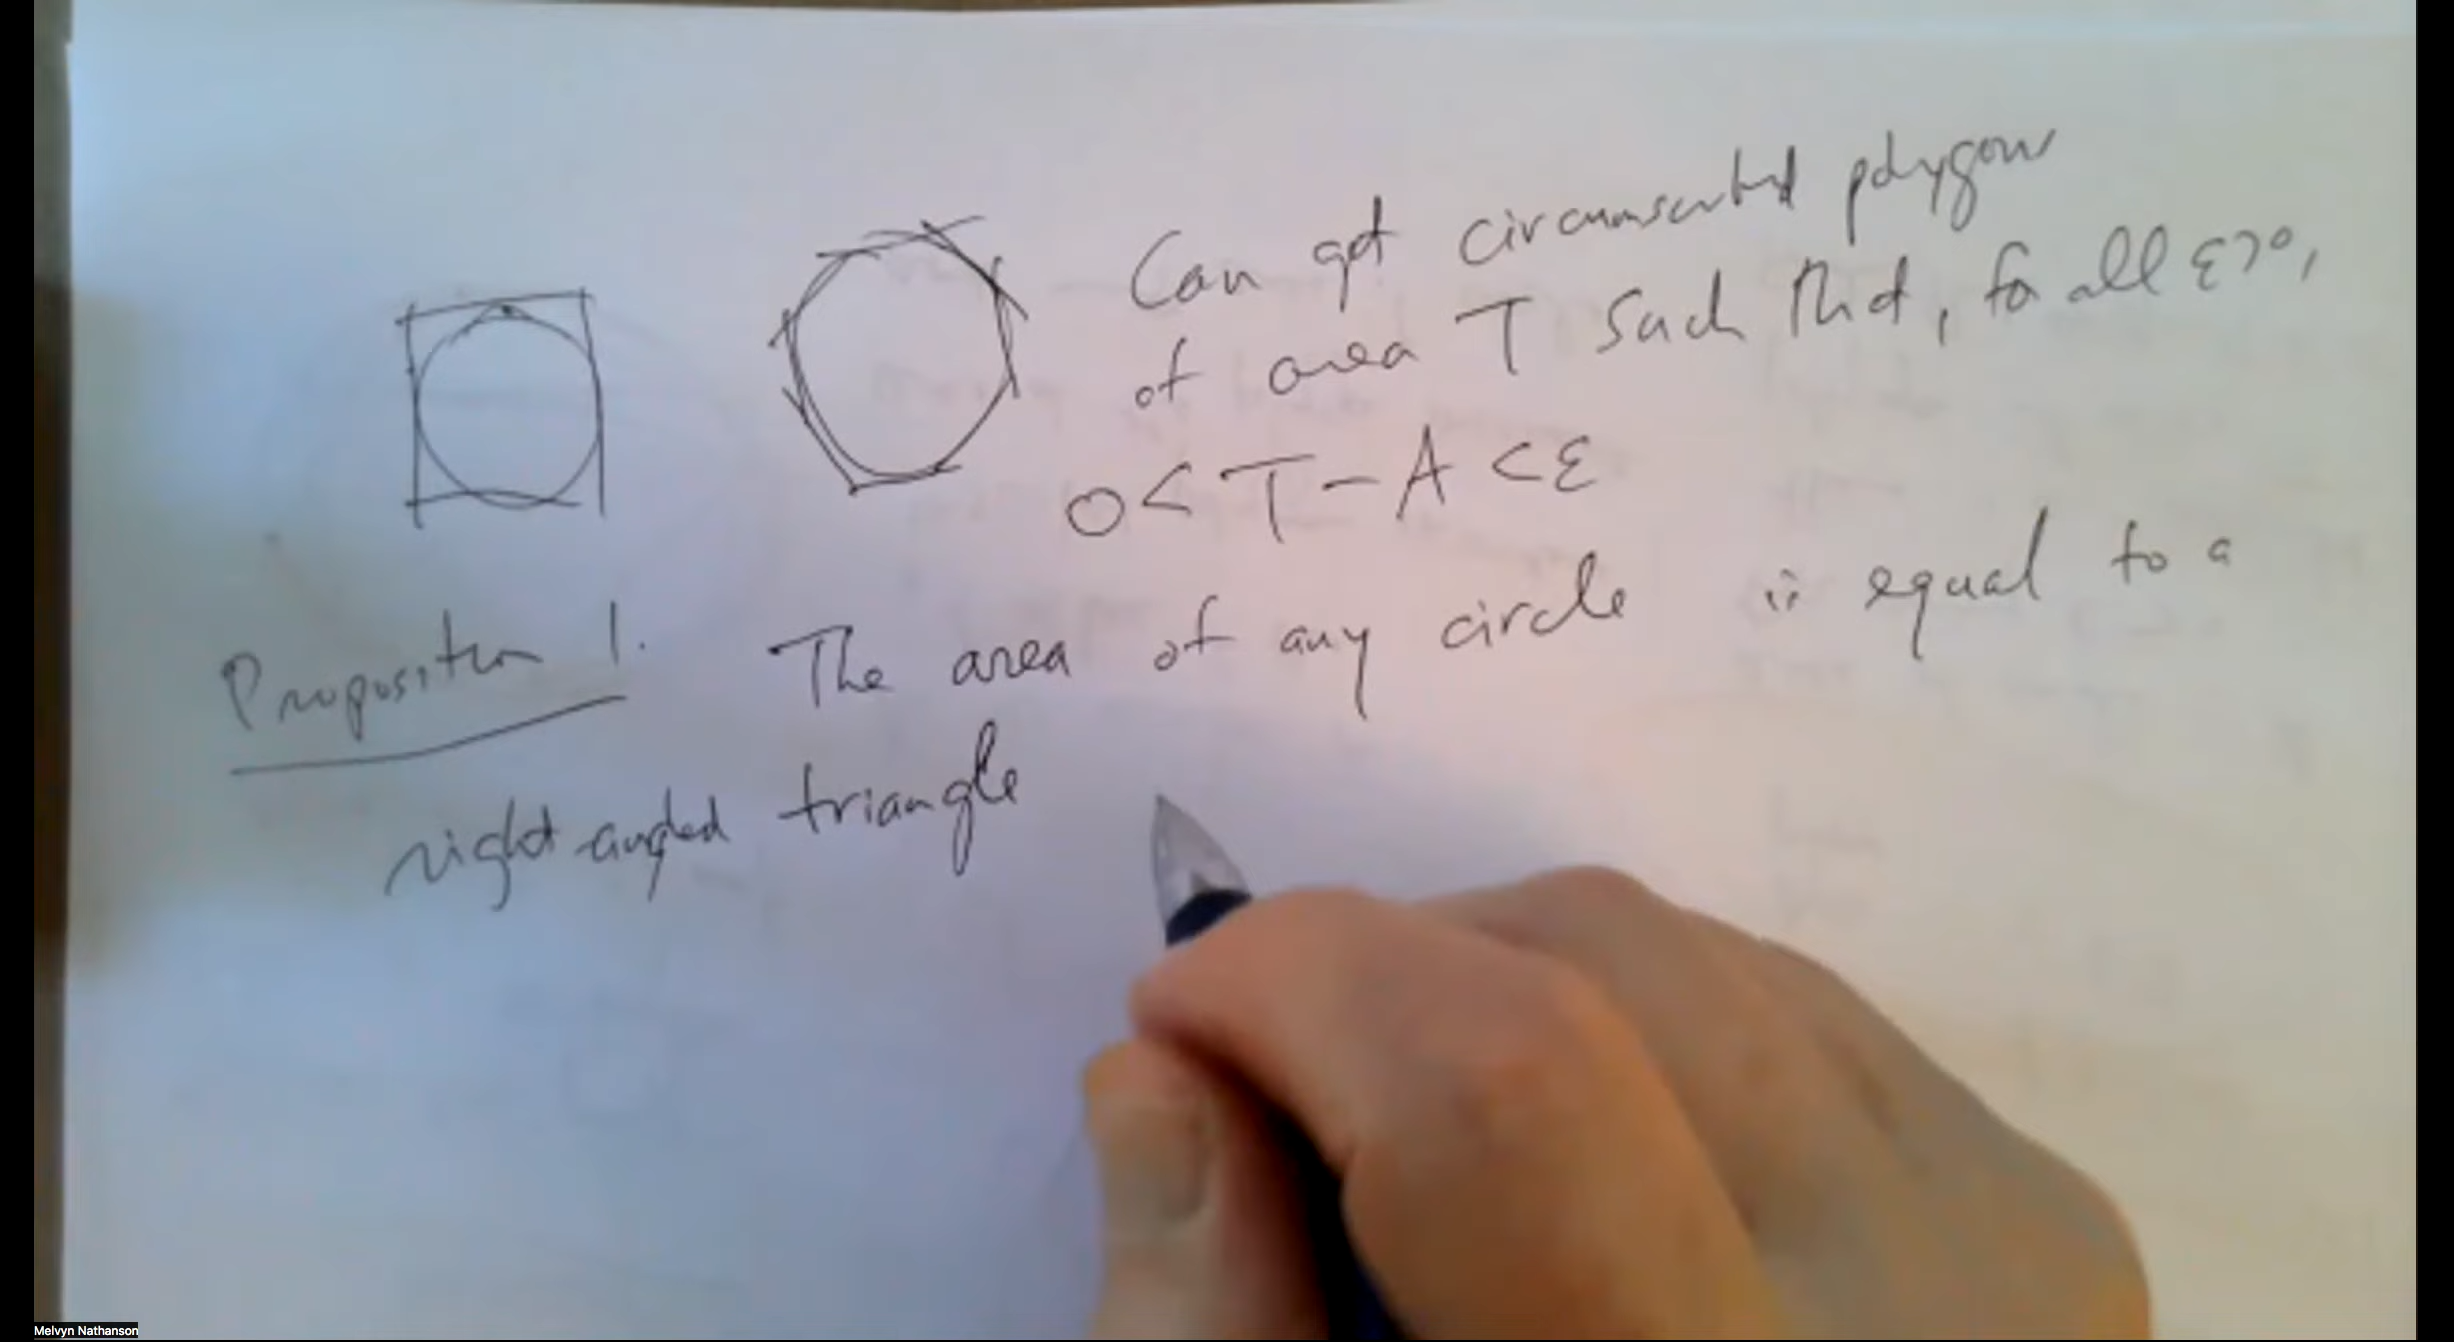 Can get circumscribed polygons
of area T such that, for all ε>0,
0 < T - A < ε
Proposition 1. The area of any circle is equal to a
right-angled triangle
Melvyn Nathanson